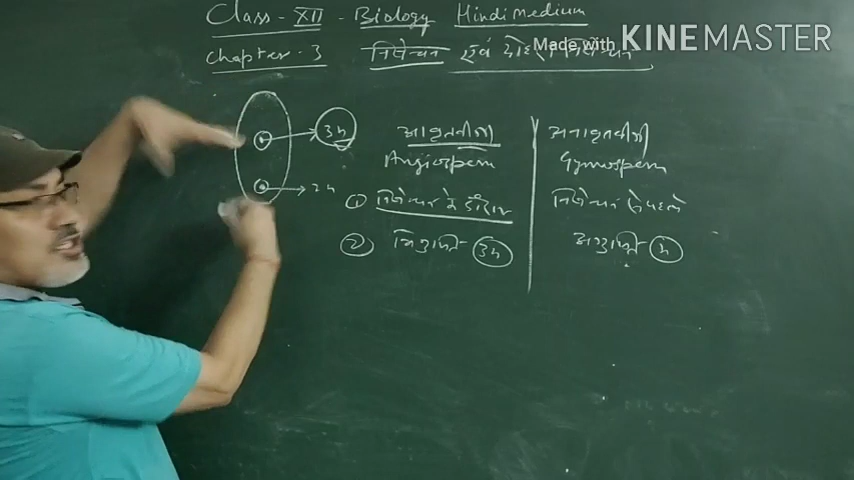 Class - XII - Biology Hindi Medium
Made with KINEMASTER
Chapter - 3 निषेचन एवं
3n
2n
आवृतबीजी
Angiosperm
① निषेचन के दौरान
② त्रिगुणित 3n
अनावृतबीजी
Gymnosperm
निषेचन से पहले
अगुणित n